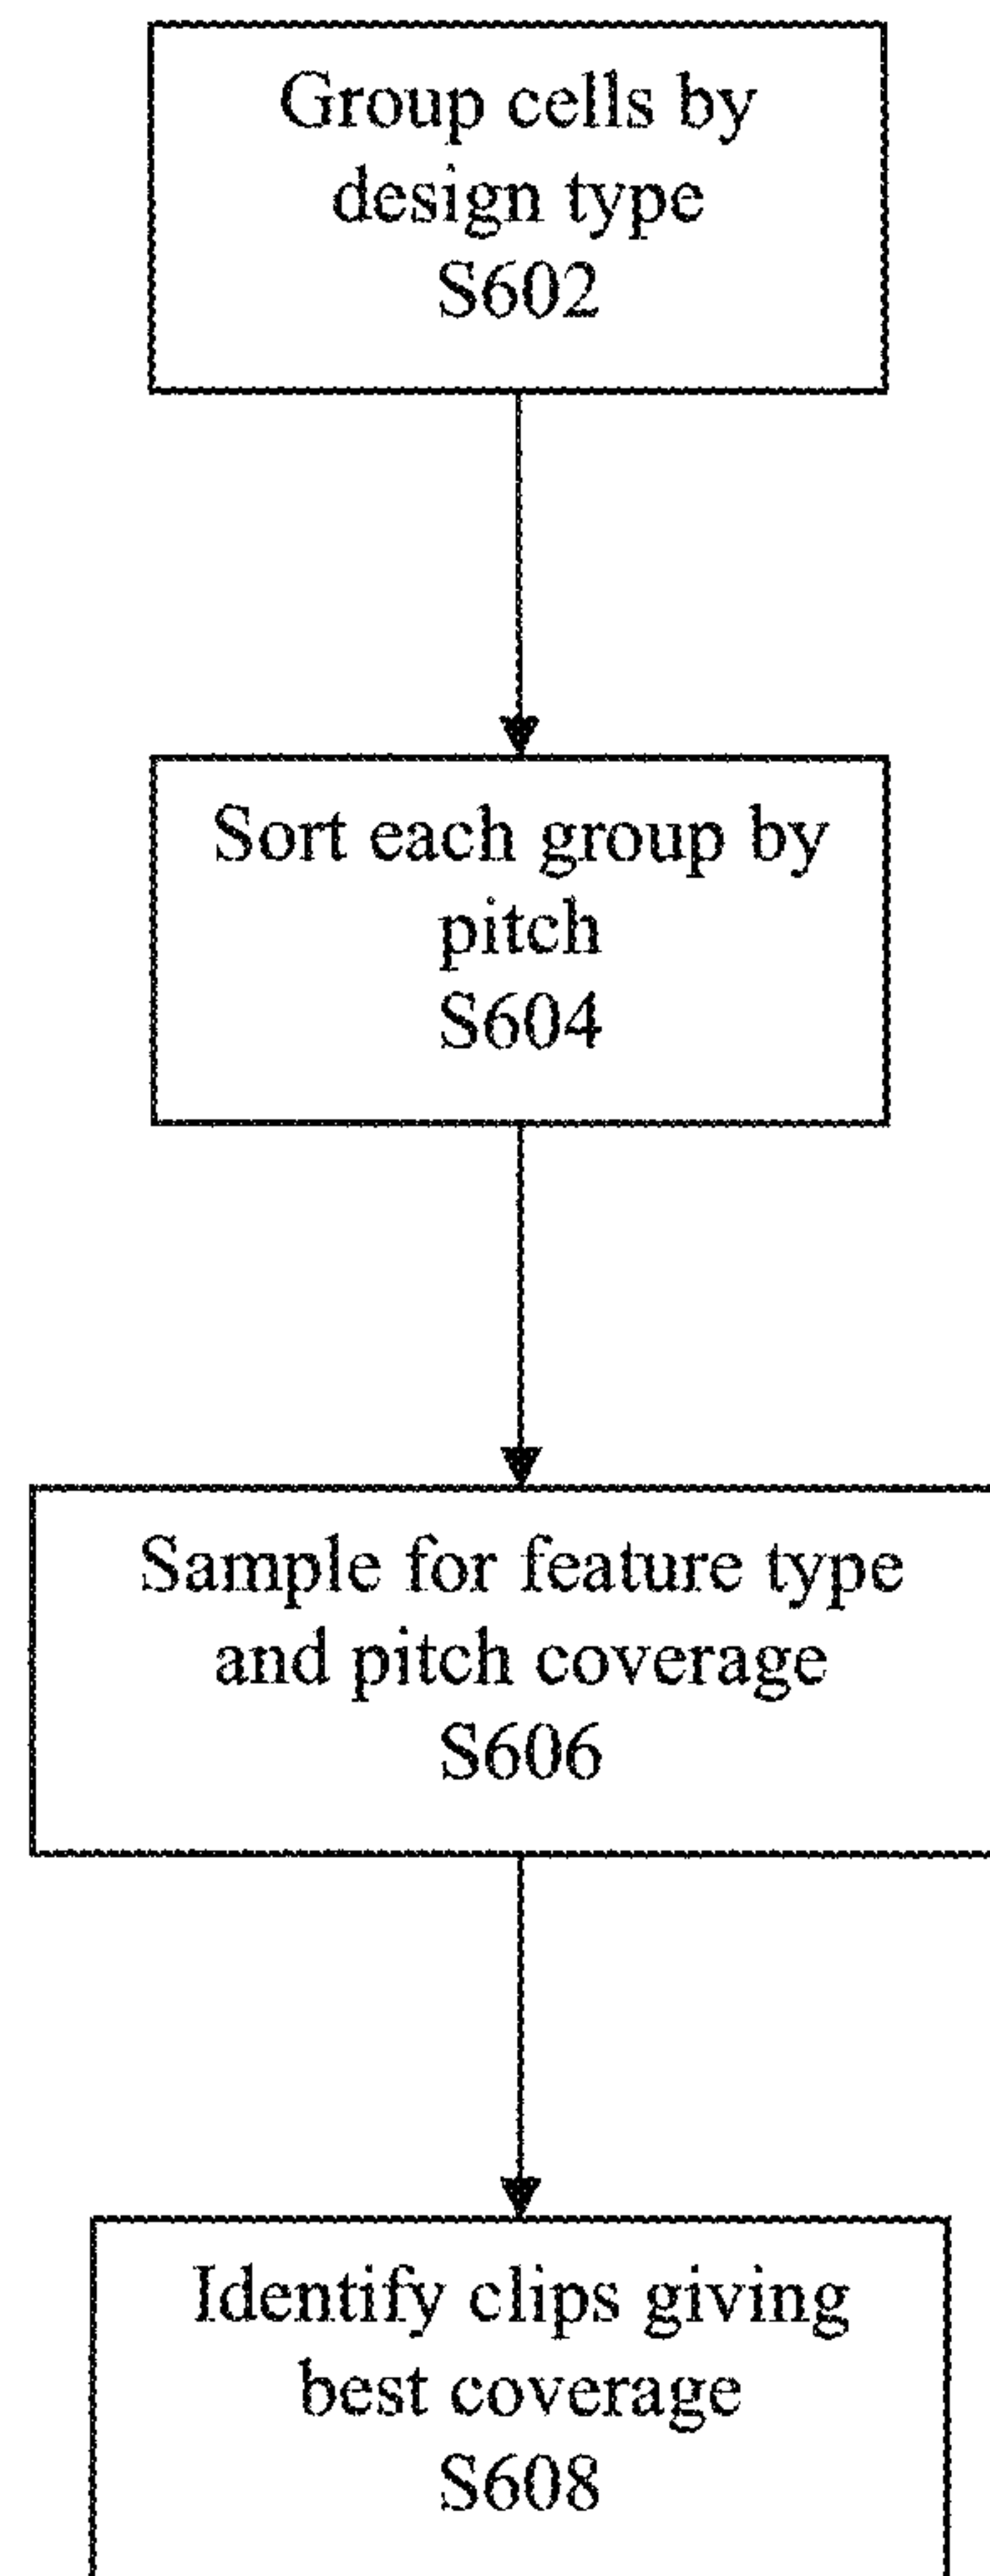 Group cells by
design type
S602
Sort each group by
pitch
S604
Sample for feature type
and pitch coverage
S606
Identify clips giving
best coverage
S608